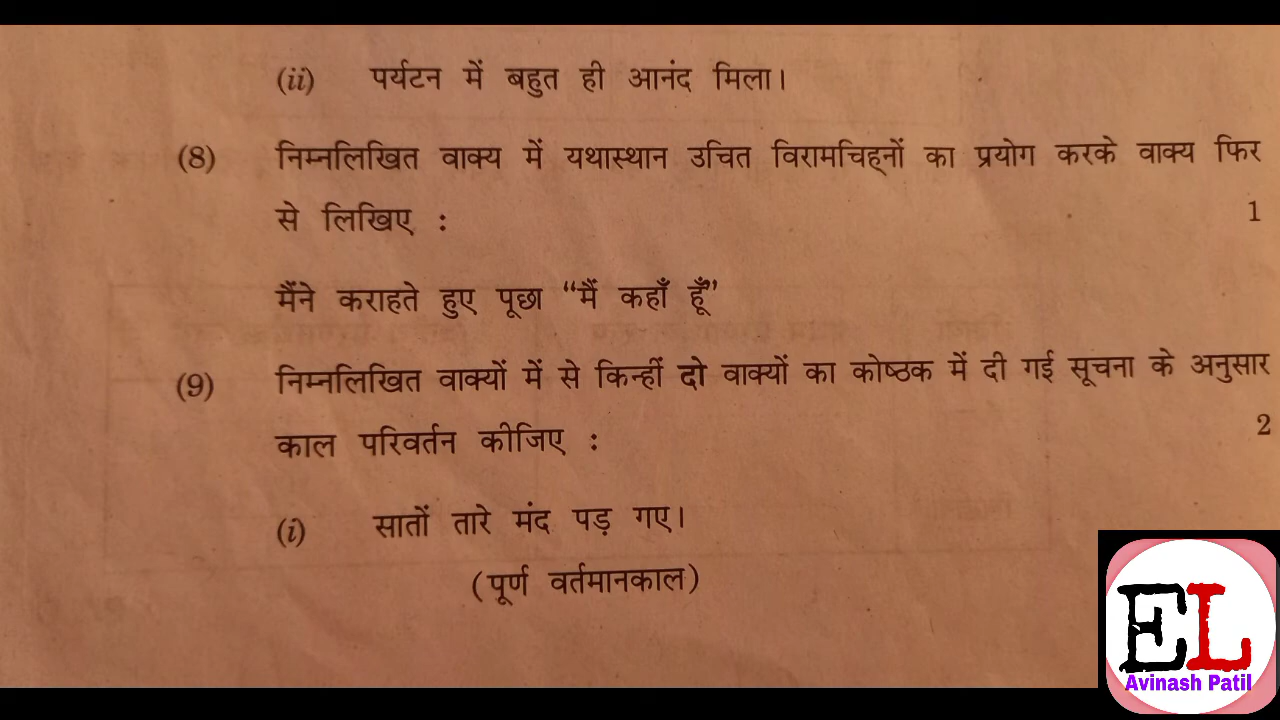 (ii) पर्यटन में बहुत ही आनंद मिला।
(8) निम्नलिखित वाक्य में यथास्थान उचित विरामचिह्नों का प्रयोग करके वाक्य फिर
से लिखिए : 1
मैंने कराहते हुए पूछा “मैं कहाँ हूँ”
(9) निम्नलिखित वाक्यों में से किन्हीं दो वाक्यों का कोष्ठक में दी गई सूचना के अनुसार
काल परिवर्तन कीजिए : 2
(i) सातों तारे मंद पड़ गए।
(पूर्ण वर्तमानकाल)
EL
Avinash Patil